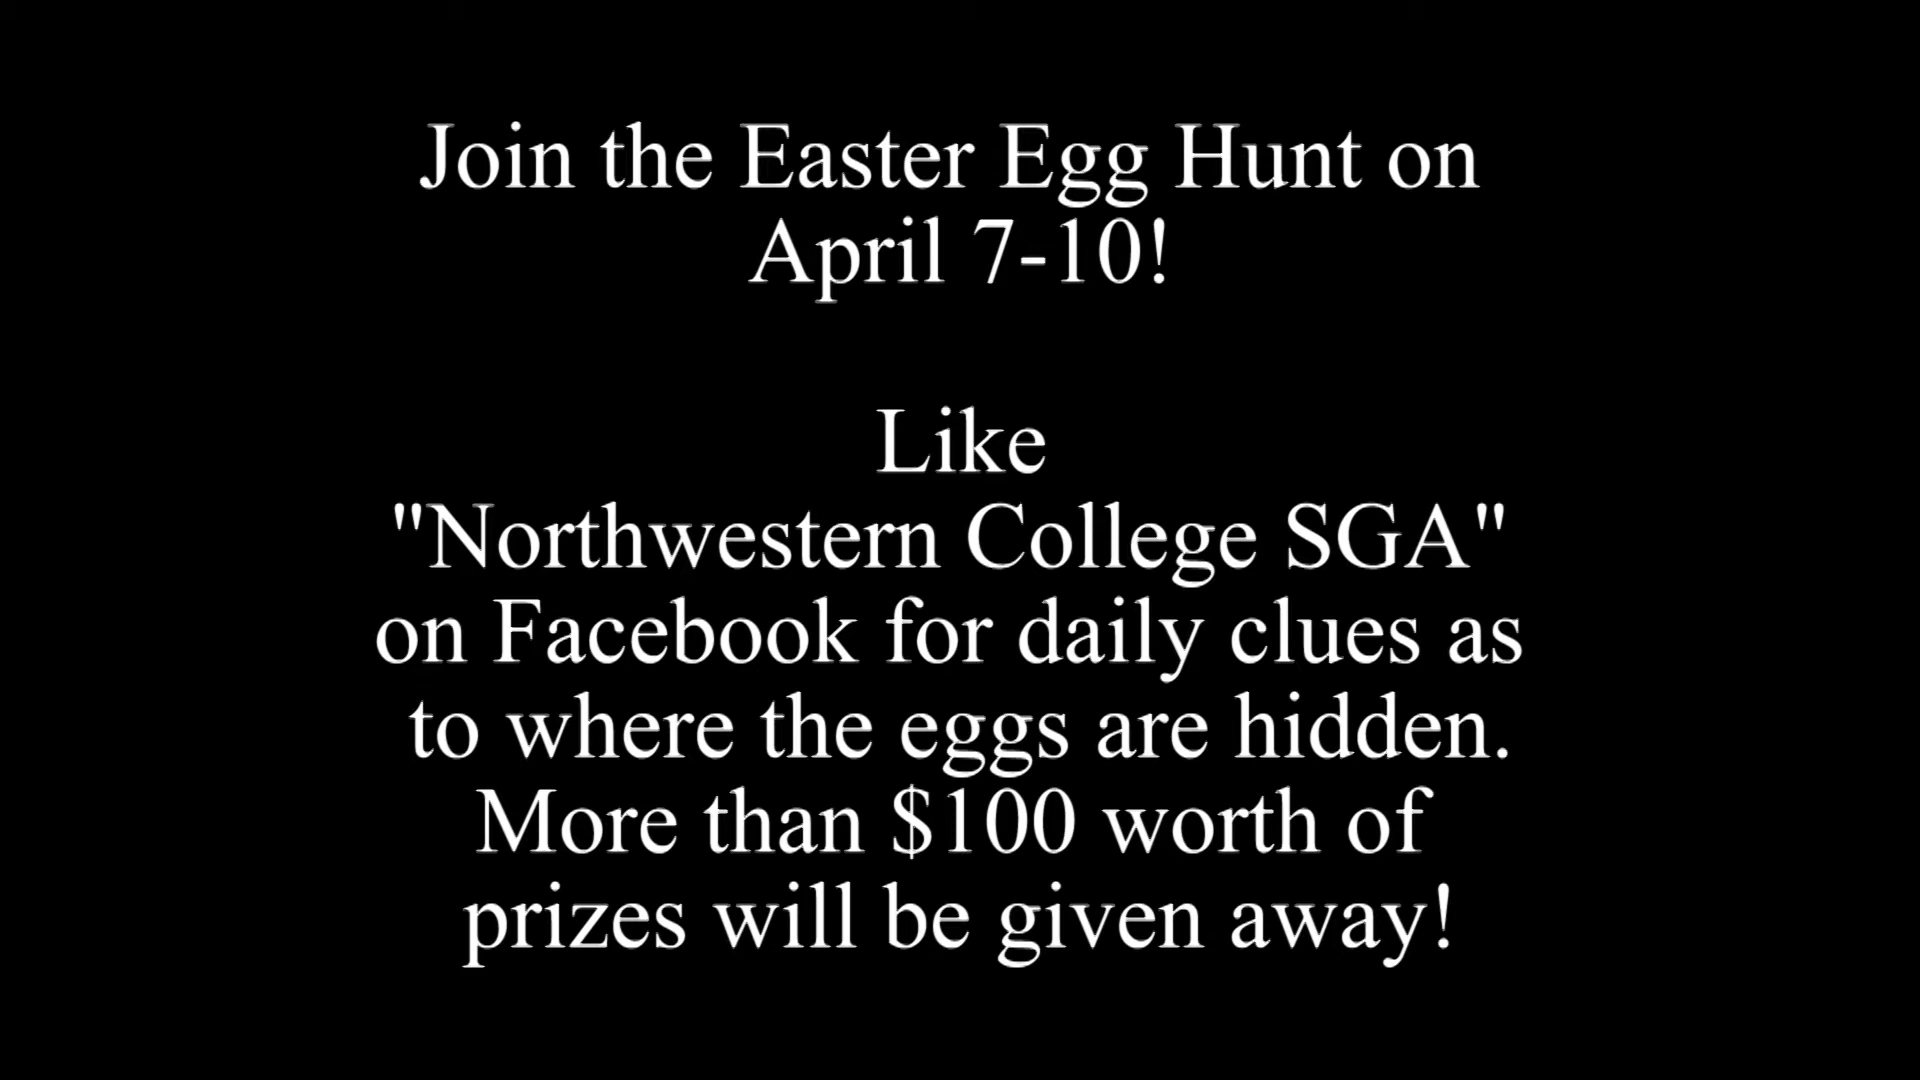 Join the Easter Egg Hunt on
April 7-10!
Like
"Northwestern College SGA"
on Facebook for daily clues as
to where the eggs are hidden.
More than $100 worth of
prizes will be given away!